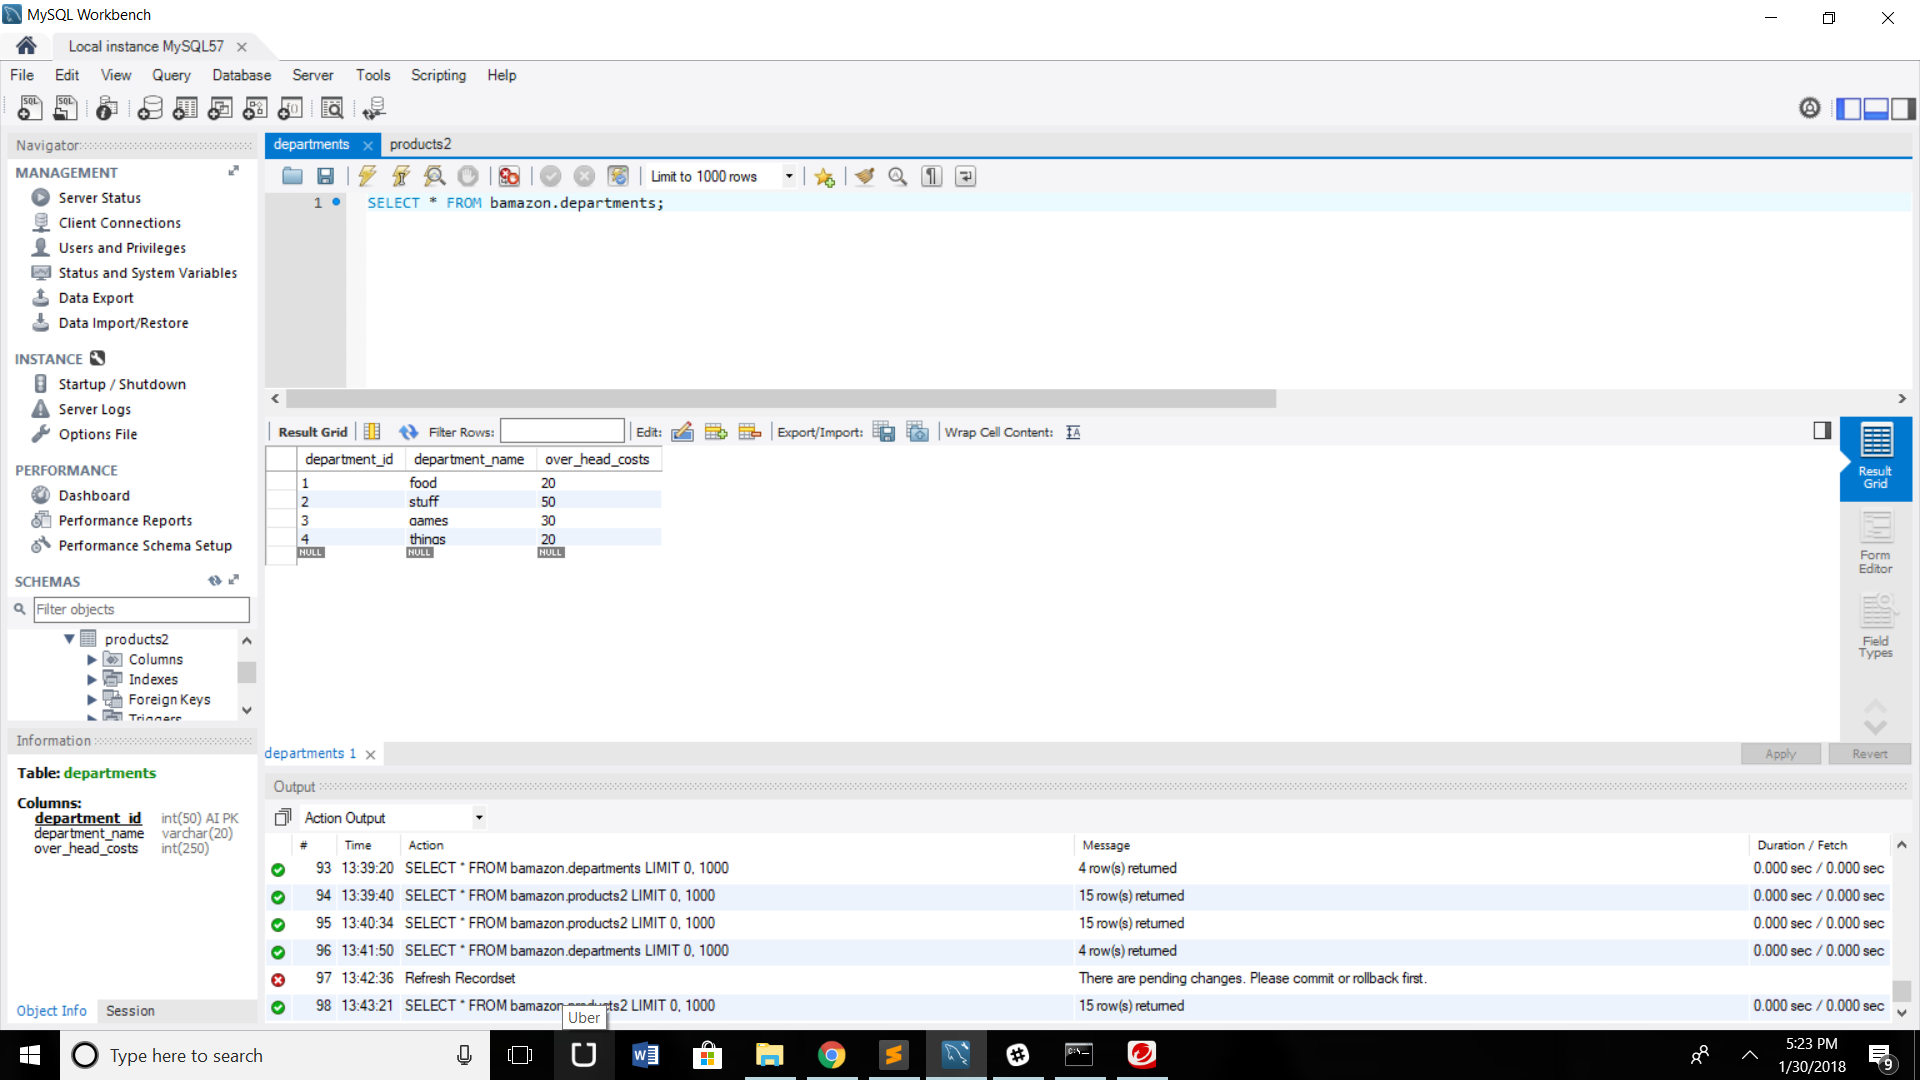 MySQL Workbench
Local instance MySQL57
File Edit View Query Database Server Tools Scripting Help
Navigator
MANAGEMENT
Server Status
Client Connections
Users and Privileges
Status and System Variables
Data Export
Data Import/Restore
INSTANCE
Startup / Shutdown
Server Logs
Options File
PERFORMANCE
Dashboard
Performance Reports
Performance Schema Setup
SCHEMAS
Filter objects
products2
Columns
Indexes
Foreign Keys
Triggers
Information
Table: departments
Columns:
department_id int(50) AI PK
department_name varchar(20)
over_head_costs int(250)
Object Info Session
departments products2
Limit to 1000 rows
1 SELECT * FROM bamazon.departments;
Result Grid Filter Rows: Edit: Export/Import: Wrap Cell Content:
department_id department_name over_head_costs
1 food 20
2 stuff 50
3 games 30
4 things 20
NULL NULL NULL
Result Grid
Form Editor
Field Types
departments 1
Apply Revert
Output
Action Output
# Time Action Message Duration / Fetch
93 13:39:20 SELECT * FROM bamazon.departments LIMIT 0, 1000 4 row(s) returned 0.000 sec / 0.000 sec
94 13:39:40 SELECT * FROM bamazon.products2 LIMIT 0, 1000 15 row(s) returned 0.000 sec / 0.000 sec
95 13:40:34 SELECT * FROM bamazon.products2 LIMIT 0, 1000 15 row(s) returned 0.000 sec / 0.000 sec
96 13:41:50 SELECT * FROM bamazon.departments LIMIT 0, 1000 4 row(s) returned 0.000 sec / 0.000 sec
97 13:42:36 Refresh Recordset There are pending changes. Please commit or rollback first.
98 13:43:21 SELECT * FROM bamazon.products2 LIMIT 0, 1000 15 row(s) returned 0.000 sec / 0.000 sec
Uber
Type here to search
5:23 PM
1/30/2018
9